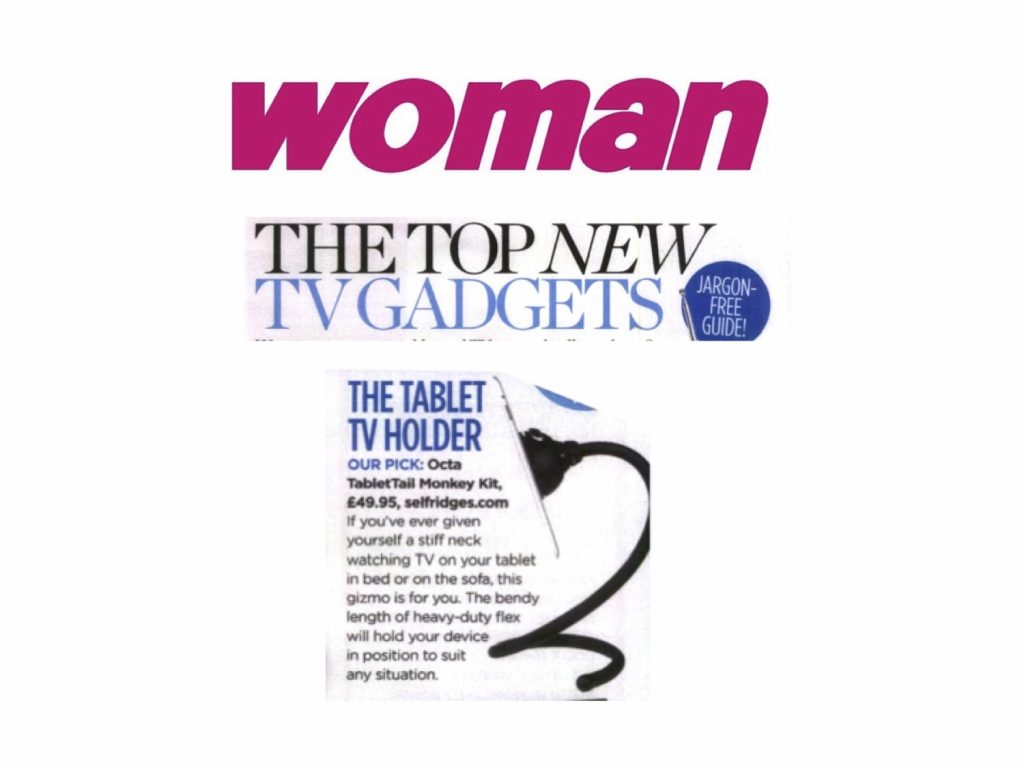 woman
THE TOP NEW
TV GADGETS
JARGON-
FREE
GUIDE!
THE TABLET
TV HOLDER
OUR PICK: Octa
TabletTail Monkey Kit,
£49.95, selfridges.com
If you've ever given
yourself a stiff neck
watching TV on your tablet
in bed or on the sofa, this
gizmo is for you. The bendy
length of heavy-duty flex
will hold your device
in position to suit
any situation.